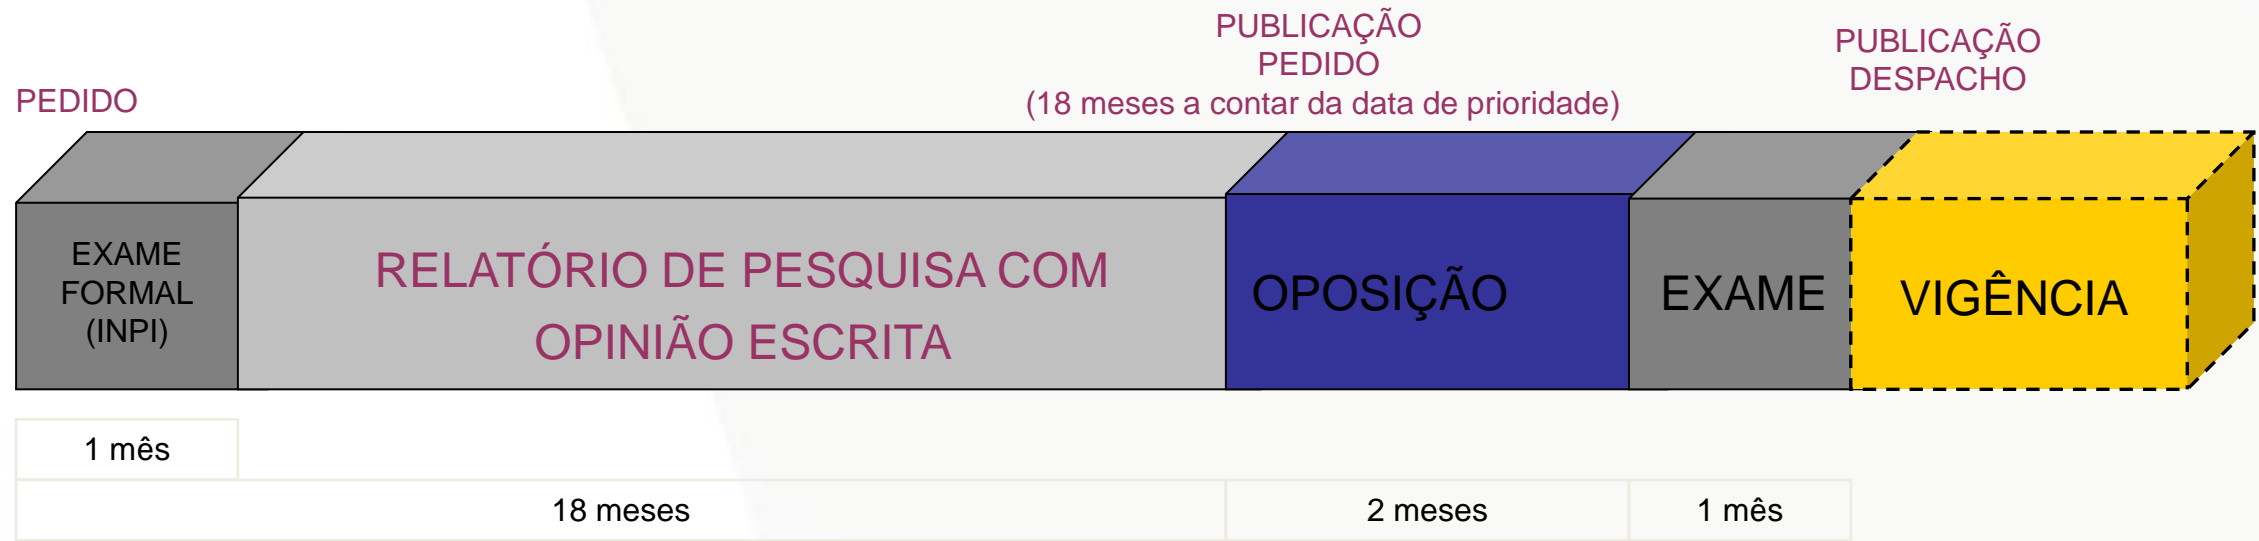 PEDIDO
PUBLICAÇÃO
PEDIDO
(18 meses a contar da data de prioridade)
PUBLICAÇÃO
DESPACHO
EXAME
FORMAL
(INPI)
RELATÓRIO DE PESQUISA COM
OPINIÃO ESCRITA
OPOSIÇÃO
EXAME
VIGÊNCIA
1 mês
18 meses
2 meses
1 mês